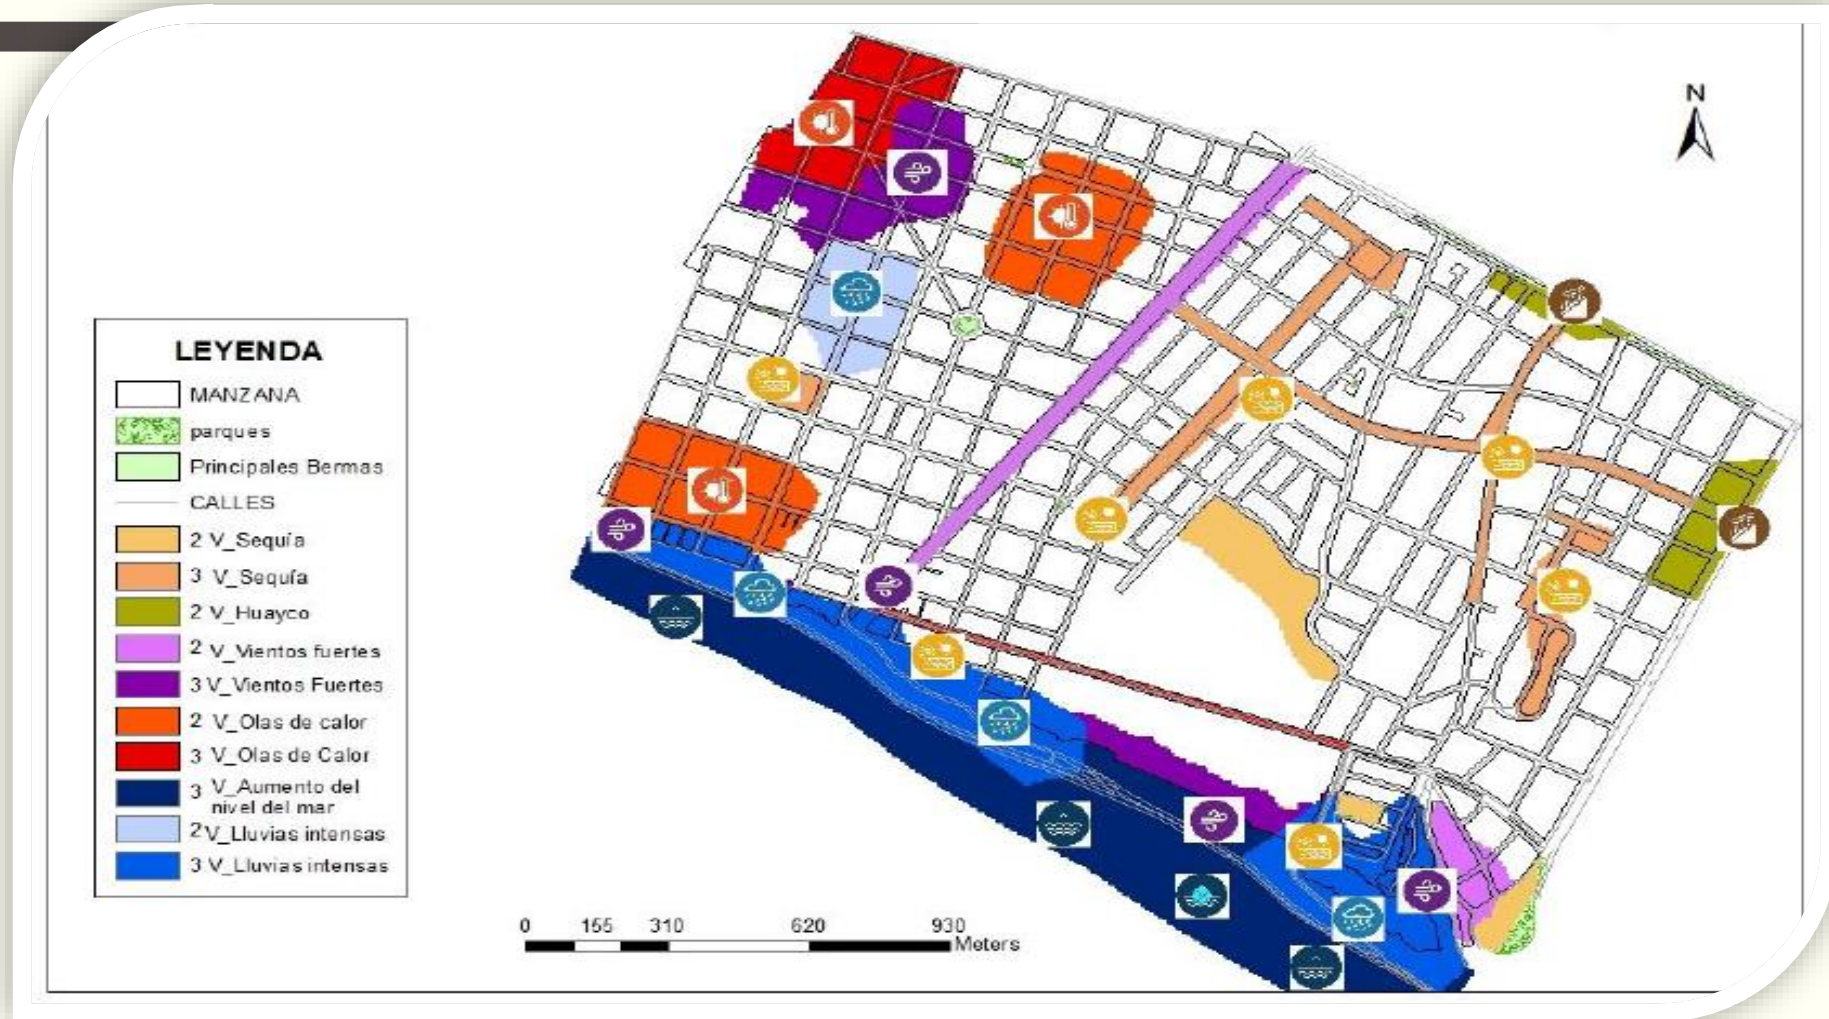 N
LEYENDA
MANZANA
parques
Principales Bermas
CALLES
2 V_Sequía
3 V_Sequía
2 V_Huayco
2 V_Vientos fuertes
3 V_Vientos Fuertes
2 V_Olas de calor
3 V_Olas de Calor
3 V_Aumento del
nivel del mar
2 V_Lluvias intensas
3 V_Lluvias intensas
0 155 310 620 930
Meters